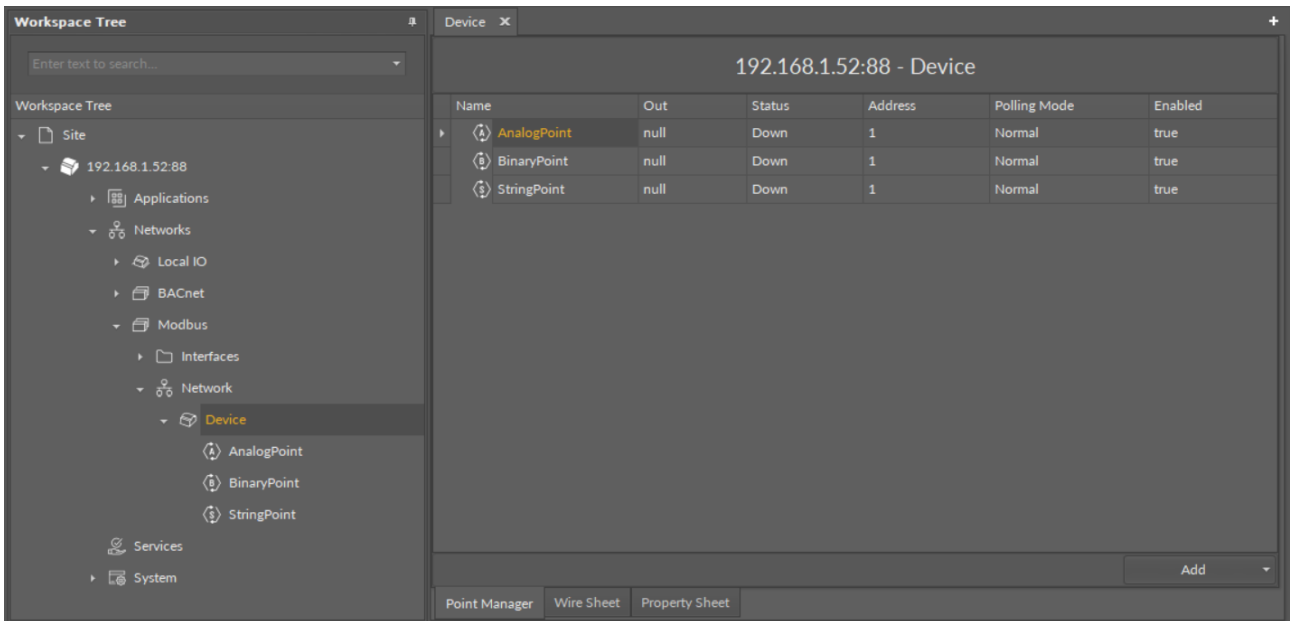 Workspace Tree
Enter text to search...
Workspace Tree
Site
192.168.1.52:88
Applications
Networks
Local IO
BACnet
Modbus
Interfaces
Network
Device
AnalogPoint
BinaryPoint
StringPoint
Services
System
Device
192.168.1.52:88 - Device
Name Out Status Address Polling Mode Enabled
AnalogPoint null Down 1 Normal true
BinaryPoint null Down 1 Normal true
StringPoint null Down 1 Normal true
Add
Point Manager Wire Sheet Property Sheet